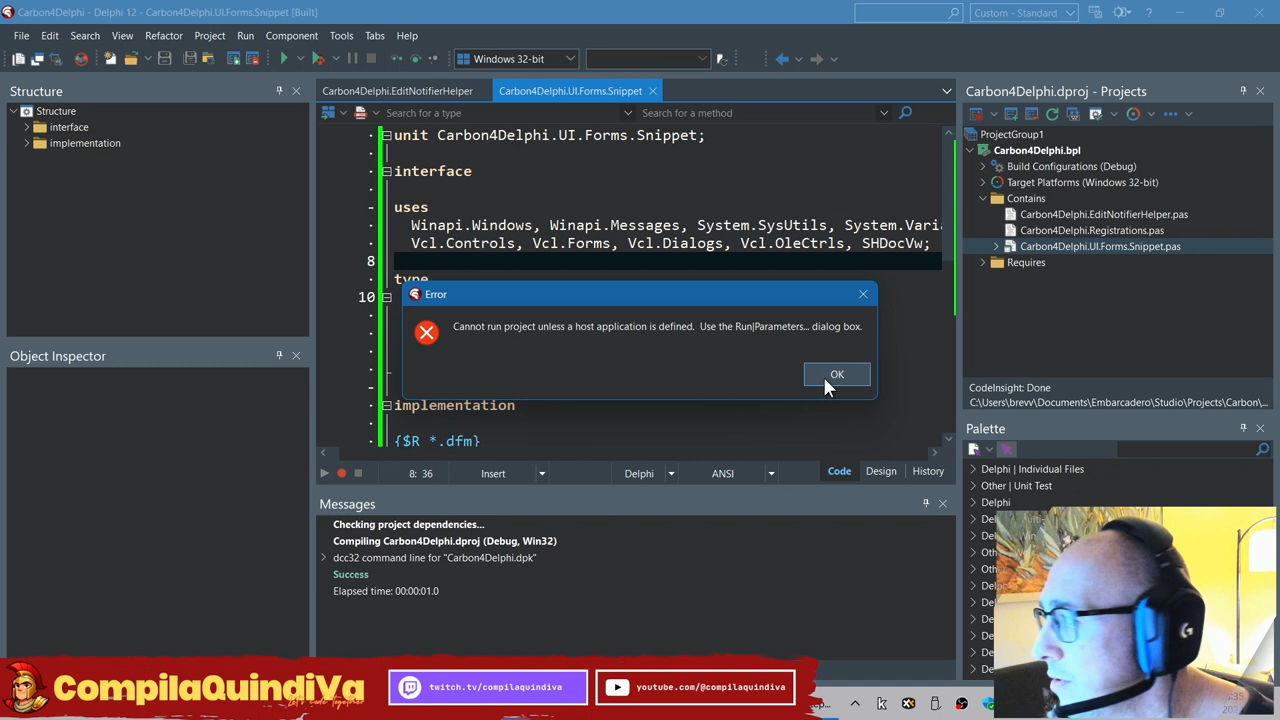 Carbon4Delphi - Delphi 12 - Carbon4Delphi.UI.Forms.Snippet [Built]
Custom - Standard
File Edit Search View Refactor Project Run Component Tools Tabs Help
Windows 32-bit
Structure
Structure
interface
implementation
Object Inspector
Carbon4Delphi.EditNotifierHelper
Carbon4Delphi.UI.Forms.Snippet
Search for a type
Search for a method
unit Carbon4Delphi.UI.Forms.Snippet;
interface
uses
Winapi.Windows, Winapi.Messages, System.SysUtils, System.Varia
Vcl.Controls, Vcl.Forms, Vcl.Dialogs, Vcl.OleCtrls, SHDocVw;
8
type
10
Error
Cannot run project unless a host application is defined. Use the Run|Parameters... dialog box.
OK
implementation
{$R *.dfm}
8: 36
Insert
Delphi
ANSI
Code
Design
History
Messages
Checking project dependencies...
Compiling Carbon4Delphi.dproj (Debug, Win32)
dcc32 command line for "Carbon4Delphi.dpk"
Success
Elapsed time: 00:00:01.0
Carbon4Delphi.dproj - Projects
ProjectGroup1
Carbon4Delphi.bpl
Build Configurations (Debug)
Target Platforms (Windows 32-bit)
Contains
Carbon4Delphi.EditNotifierHelper.pas
Carbon4Delphi.Registrations.pas
Carbon4Delphi.UI.Forms.Snippet.pas
Requires
CodeInsight: Done
C:\Users\brevv\Documents\Embarcadero\Studio\Projects\Carbon\...
Palette
Delphi | Individual Files
Other | Unit Test
Delphi
CompilaQuindiVa
Let's code Together
twitch.tv/compilaquindiva
youtube.com/@compilaquindiva